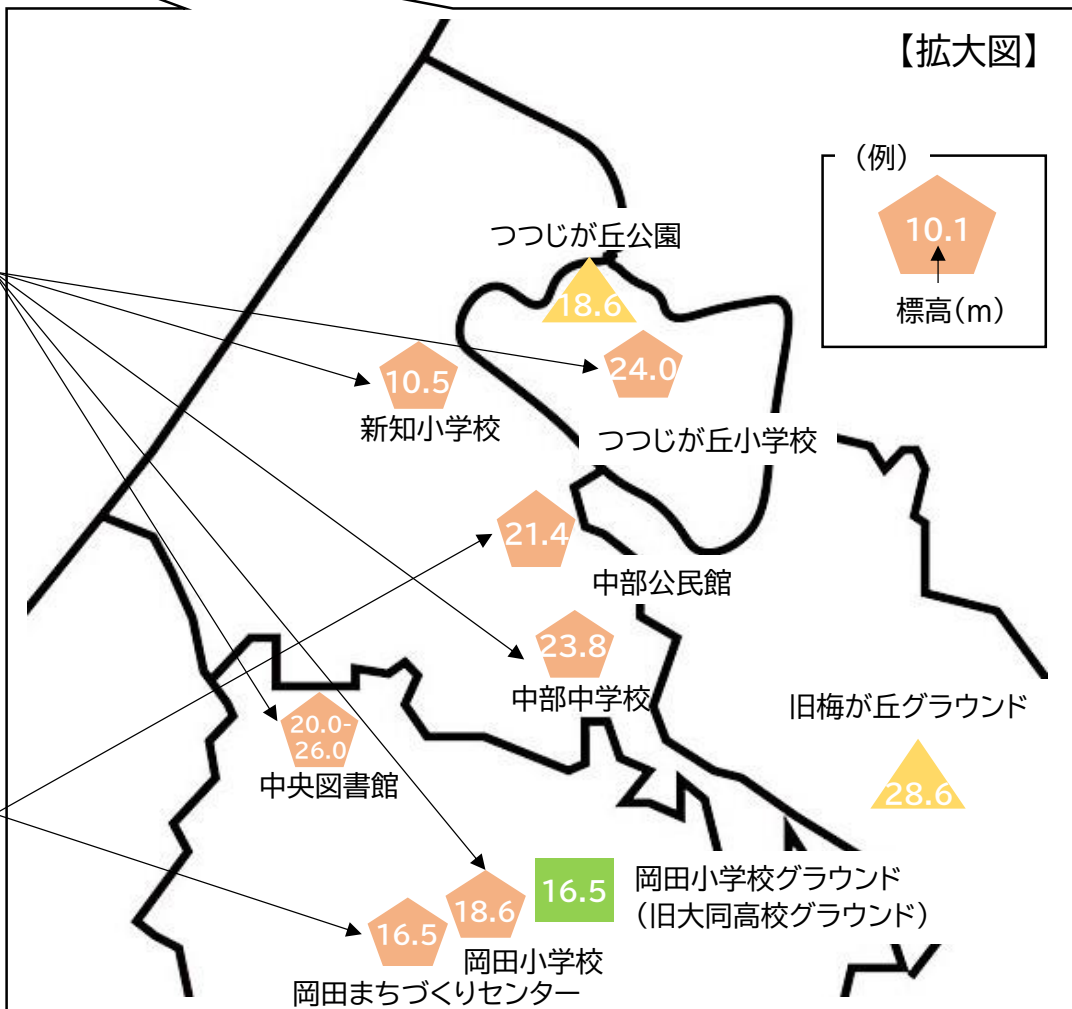 【拡大図】
(例)
10.1
標高(m)
つつじが丘公園
18.6
24.0
10.5
新知小学校
つつじが丘小学校
21.4
中部公民館
23.8
中部中学校
旧梅が丘グラウンド
20.0-
26.0
中央図書館
28.6
16.5
岡田小学校グラウンド
(旧大同高校グラウンド)
18.6
16.5
岡田小学校
岡田まちづくりセンター